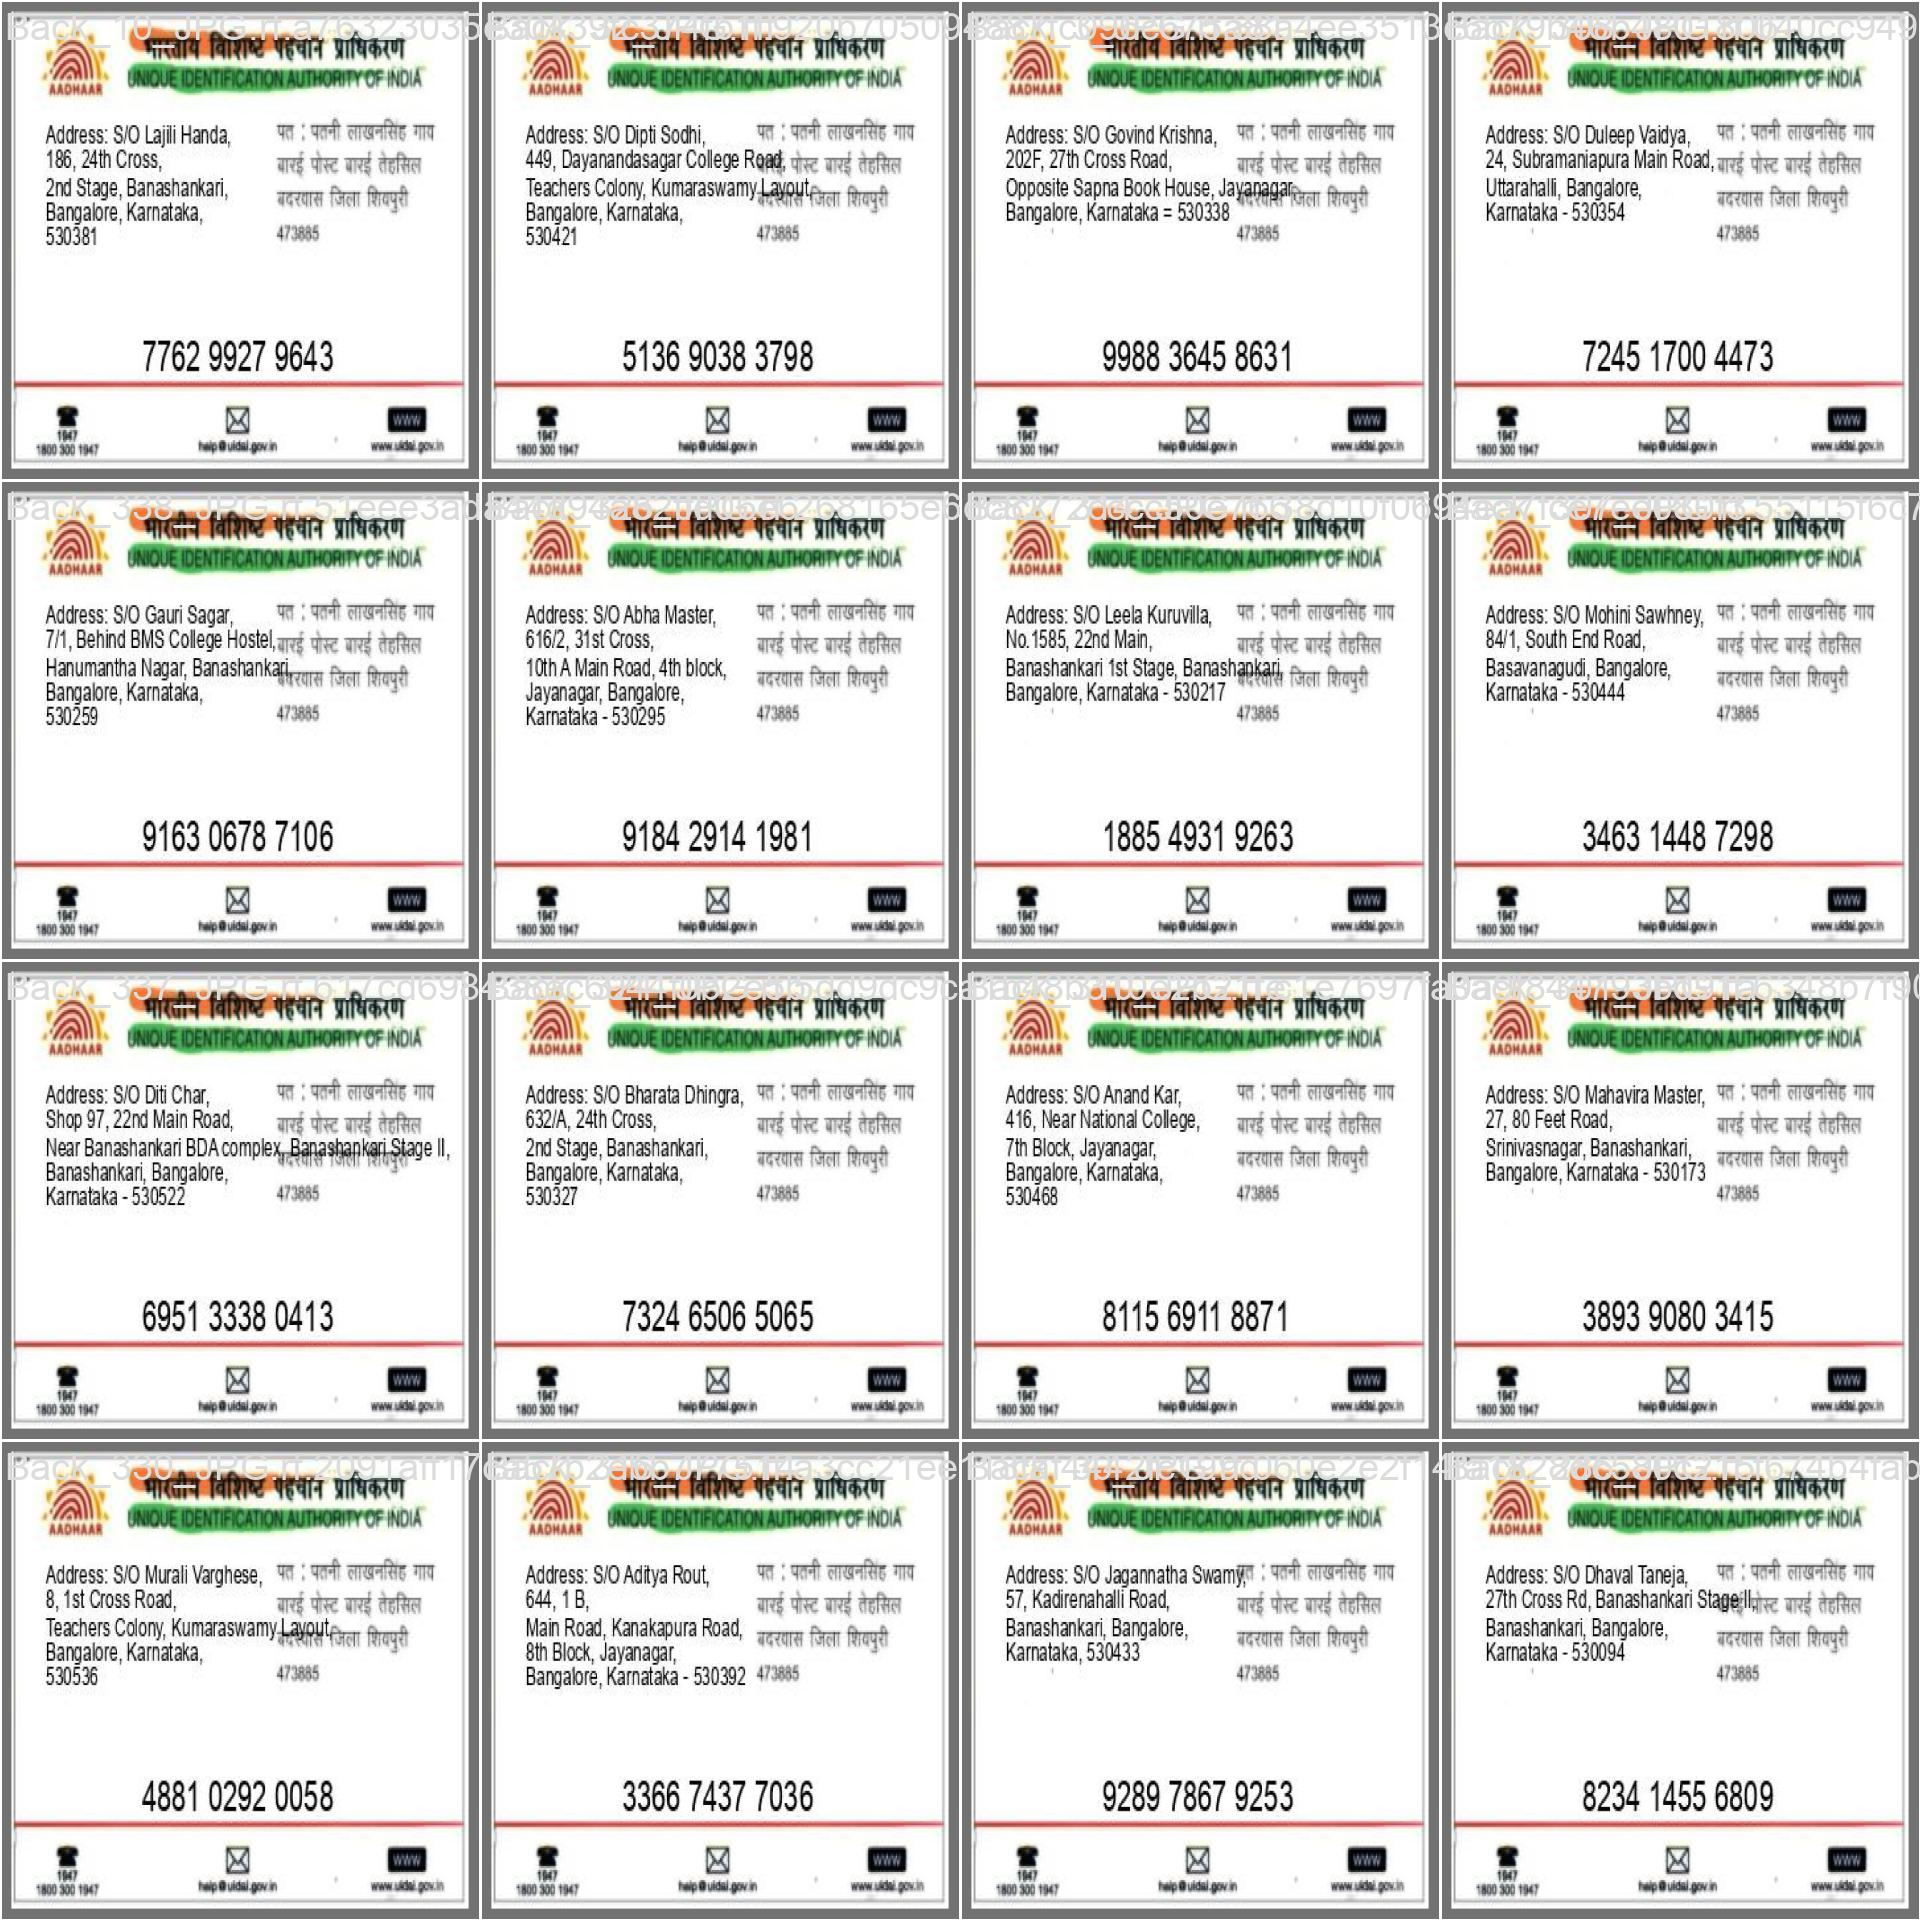 भारतीय विशिष्ट पहचान प्राधिकरण
UNIQUE IDENTIFICATION AUTHORITY OF INDIA
AADHAAR
Address: S/O Lajili Handa,
186, 24th Cross,
2nd Stage, Banashankari,
Bangalore, Karnataka,
530381
पत : पतनी लाखनसिंह गाव
बारई पोस्ट बारई तेहसिल
बदरवास जिला शिवपुरी
473885
7762 9927 9643
1947
1800 300 1947
help@uidai.gov.in
WWW
www.uidai.gov.in
भारतीय विशिष्ट पहचान प्राधिकरण
UNIQUE IDENTIFICATION AUTHORITY OF INDIA
AADHAAR
Address: S/O Dipti Sodhi,
449, Dayanandasagar College Road,
Teachers Colony, Kumaraswamy Layout,
Bangalore, Karnataka,
530421
पत : पतनी लाखनसिंह गाव
बारई पोस्ट बारई तेहसिल
बदरवास जिला शिवपुरी
473885
5136 9038 3798
1947
1800 300 1947
help@uidai.gov.in
WWW
www.uidai.gov.in
भारतीय विशिष्ट पहचान प्राधिकरण
UNIQUE IDENTIFICATION AUTHORITY OF INDIA
AADHAAR
Address: S/O Govind Krishna,
202F, 27th Cross Road,
Opposite Sapna Book House, Jayanagar,
Bangalore, Karnataka = 530338
पत : पतनी लाखनसिंह गाव
बारई पोस्ट बारई तेहसिल
बदरवास जिला शिवपुरी
473885
9988 3645 8631
1947
1800 300 1947
help@uidai.gov.in
WWW
www.uidai.gov.in
भारतीय विशिष्ट पहचान प्राधिकरण
UNIQUE IDENTIFICATION AUTHORITY OF INDIA
AADHAAR
Address: S/O Duleep Vaidya,
24, Subramaniapura Main Road,
Uttarahalli, Bangalore,
Karnataka - 530354
पत : पतनी लाखनसिंह गाव
बारई पोस्ट बारई तेहसिल
बदरवास जिला शिवपुरी
473885
7245 1700 4473
1947
1800 300 1947
help@uidai.gov.in
WWW
www.uidai.gov.in
भारतीय विशिष्ट पहचान प्राधिकरण
UNIQUE IDENTIFICATION AUTHORITY OF INDIA
AADHAAR
Address: S/O Gauri Sagar,
7/1, Behind BMS College Hostel,
Hanumantha Nagar, Banashankari,
Bangalore, Karnataka,
530259
पत : पतनी लाखनसिंह गाव
बारई पोस्ट बारई तेहसिल
बदरवास जिला शिवपुरी
473885
9163 0678 7106
1947
1800 300 1947
help@uidai.gov.in
WWW
www.uidai.gov.in
भारतीय विशिष्ट पहचान प्राधिकरण
UNIQUE IDENTIFICATION AUTHORITY OF INDIA
AADHAAR
Address: S/O Abha Master,
616/2, 31st Cross,
10th A Main Road, 4th block,
Jayanagar, Bangalore,
Karnataka - 530295
पत : पतनी लाखनसिंह गाव
बारई पोस्ट बारई तेहसिल
बदरवास जिला शिवपुरी
473885
9184 2914 1981
1947
1800 300 1947
help@uidai.gov.in
WWW
www.uidai.gov.in
भारतीय विशिष्ट पहचान प्राधिकरण
UNIQUE IDENTIFICATION AUTHORITY OF INDIA
AADHAAR
Address: S/O Leela Kuruvilla,
No.1585, 22nd Main,
Banashankari 1st Stage, Banashankari,
Bangalore, Karnataka - 530217
पत : पतनी लाखनसिंह गाव
बारई पोस्ट बारई तेहसिल
बदरवास जिला शिवपुरी
473885
1885 4931 9263
1947
1800 300 1947
help@uidai.gov.in
WWW
www.uidai.gov.in
भारतीय विशिष्ट पहचान प्राधिकरण
UNIQUE IDENTIFICATION AUTHORITY OF INDIA
AADHAAR
Address: S/O Mohini Sawhney,
84/1, South End Road,
Basavanagudi, Bangalore,
Karnataka - 530444
पत : पतनी लाखनसिंह गाव
बारई पोस्ट बारई तेहसिल
बदरवास जिला शिवपुरी
473885
3463 1448 7298
1947
1800 300 1947
help@uidai.gov.in
WWW
www.uidai.gov.in
भारतीय विशिष्ट पहचान प्राधिकरण
UNIQUE IDENTIFICATION AUTHORITY OF INDIA
AADHAAR
Address: S/O Diti Char,
Shop 97, 22nd Main Road,
Near Banashankari BDA complex, Banashankari Stage II,
Banashankari, Bangalore,
Karnataka - 530522
पत : पतनी लाखनसिंह गाव
बारई पोस्ट बारई तेहसिल
बदरवास जिला शिवपुरी
473885
6951 3338 0413
1947
1800 300 1947
help@uidai.gov.in
WWW
www.uidai.gov.in
भारतीय विशिष्ट पहचान प्राधिकरण
UNIQUE IDENTIFICATION AUTHORITY OF INDIA
AADHAAR
Address: S/O Bharata Dhingra,
632/A, 24th Cross,
2nd Stage, Banashankari,
Bangalore, Karnataka,
530327
पत : पतनी लाखनसिंह गाव
बारई पोस्ट बारई तेहसिल
बदरवास जिला शिवपुरी
473885
7324 6506 5065
1947
1800 300 1947
help@uidai.gov.in
WWW
www.uidai.gov.in
भारतीय विशिष्ट पहचान प्राधिकरण
UNIQUE IDENTIFICATION AUTHORITY OF INDIA
AADHAAR
Address: S/O Anand Kar,
416, Near National College,
7th Block, Jayanagar,
Bangalore, Karnataka,
530468
पत : पतनी लाखनसिंह गाव
बारई पोस्ट बारई तेहसिल
बदरवास जिला शिवपुरी
473885
8115 6911 8871
1947
1800 300 1947
help@uidai.gov.in
WWW
www.uidai.gov.in
भारतीय विशिष्ट पहचान प्राधिकरण
UNIQUE IDENTIFICATION AUTHORITY OF INDIA
AADHAAR
Address: S/O Mahavira Master,
27, 80 Feet Road,
Srinivasnagar, Banashankari,
Bangalore, Karnataka - 530173
पत : पतनी लाखनसिंह गाव
बारई पोस्ट बारई तेहसिल
बदरवास जिला शिवपुरी
473885
3893 9080 3415
1947
1800 300 1947
help@uidai.gov.in
WWW
www.uidai.gov.in
भारतीय विशिष्ट पहचान प्राधिकरण
UNIQUE IDENTIFICATION AUTHORITY OF INDIA
AADHAAR
Address: S/O Murali Varghese,
8, 1st Cross Road,
Teachers Colony, Kumaraswamy Layout,
Bangalore, Karnataka,
530536
पत : पतनी लाखनसिंह गाव
बारई पोस्ट बारई तेहसिल
बदरवास जिला शिवपुरी
473885
4881 0292 0058
1947
1800 300 1947
help@uidai.gov.in
WWW
www.uidai.gov.in
भारतीय विशिष्ट पहचान प्राधिकरण
UNIQUE IDENTIFICATION AUTHORITY OF INDIA
AADHAAR
Address: S/O Aditya Rout,
644, 1 B,
Main Road, Kanakapura Road,
8th Block, Jayanagar,
Bangalore, Karnataka - 530392
पत : पतनी लाखनसिंह गाव
बारई पोस्ट बारई तेहसिल
बदरवास जिला शिवपुरी
473885
3366 7437 7036
1947
1800 300 1947
help@uidai.gov.in
WWW
www.uidai.gov.in
भारतीय विशिष्ट पहचान प्राधिकरण
UNIQUE IDENTIFICATION AUTHORITY OF INDIA
AADHAAR
Address: S/O Jagannatha Swamy,
57, Kadirenahalli Road,
Banashankari, Bangalore,
Karnataka, 530433
पत : पतनी लाखनसिंह गाव
बारई पोस्ट बारई तेहसिल
बदरवास जिला शिवपुरी
473885
9289 7867 9253
1947
1800 300 1947
help@uidai.gov.in
WWW
www.uidai.gov.in
भारतीय विशिष्ट पहचान प्राधिकरण
UNIQUE IDENTIFICATION AUTHORITY OF INDIA
AADHAAR
Address: S/O Dhaval Taneja,
27th Cross Rd, Banashankari Stage II,
Banashankari, Bangalore,
Karnataka - 530094
पत : पतनी लाखनसिंह गाव
बारई पोस्ट बारई तेहसिल
बदरवास जिला शिवपुरी
473885
8234 1455 6809
1947
1800 300 1947
help@uidai.gov.in
WWW
www.uidai.gov.in